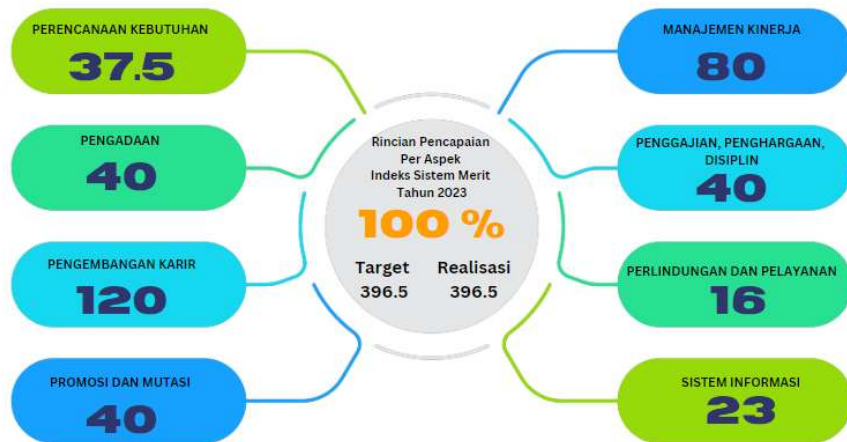 PERENCANAAN KEBUTUHAN
37.5
PENGADAAN
40
PENGEMBANGAN KARIR
120
PROMOSI DAN MUTASI
40
Rincian Pencapaian
Per Aspek
Indeks Sistem Merit
Tahun 2023
100 %
Target Realisasi
396.5 396.5
MANAJEMEN KINERJA
80
PENGGAJIAN, PENGHARGAAN,
DISIPLIN
40
PERLINDUNGAN DAN PELAYANAN
16
SISTEM INFORMASI
23